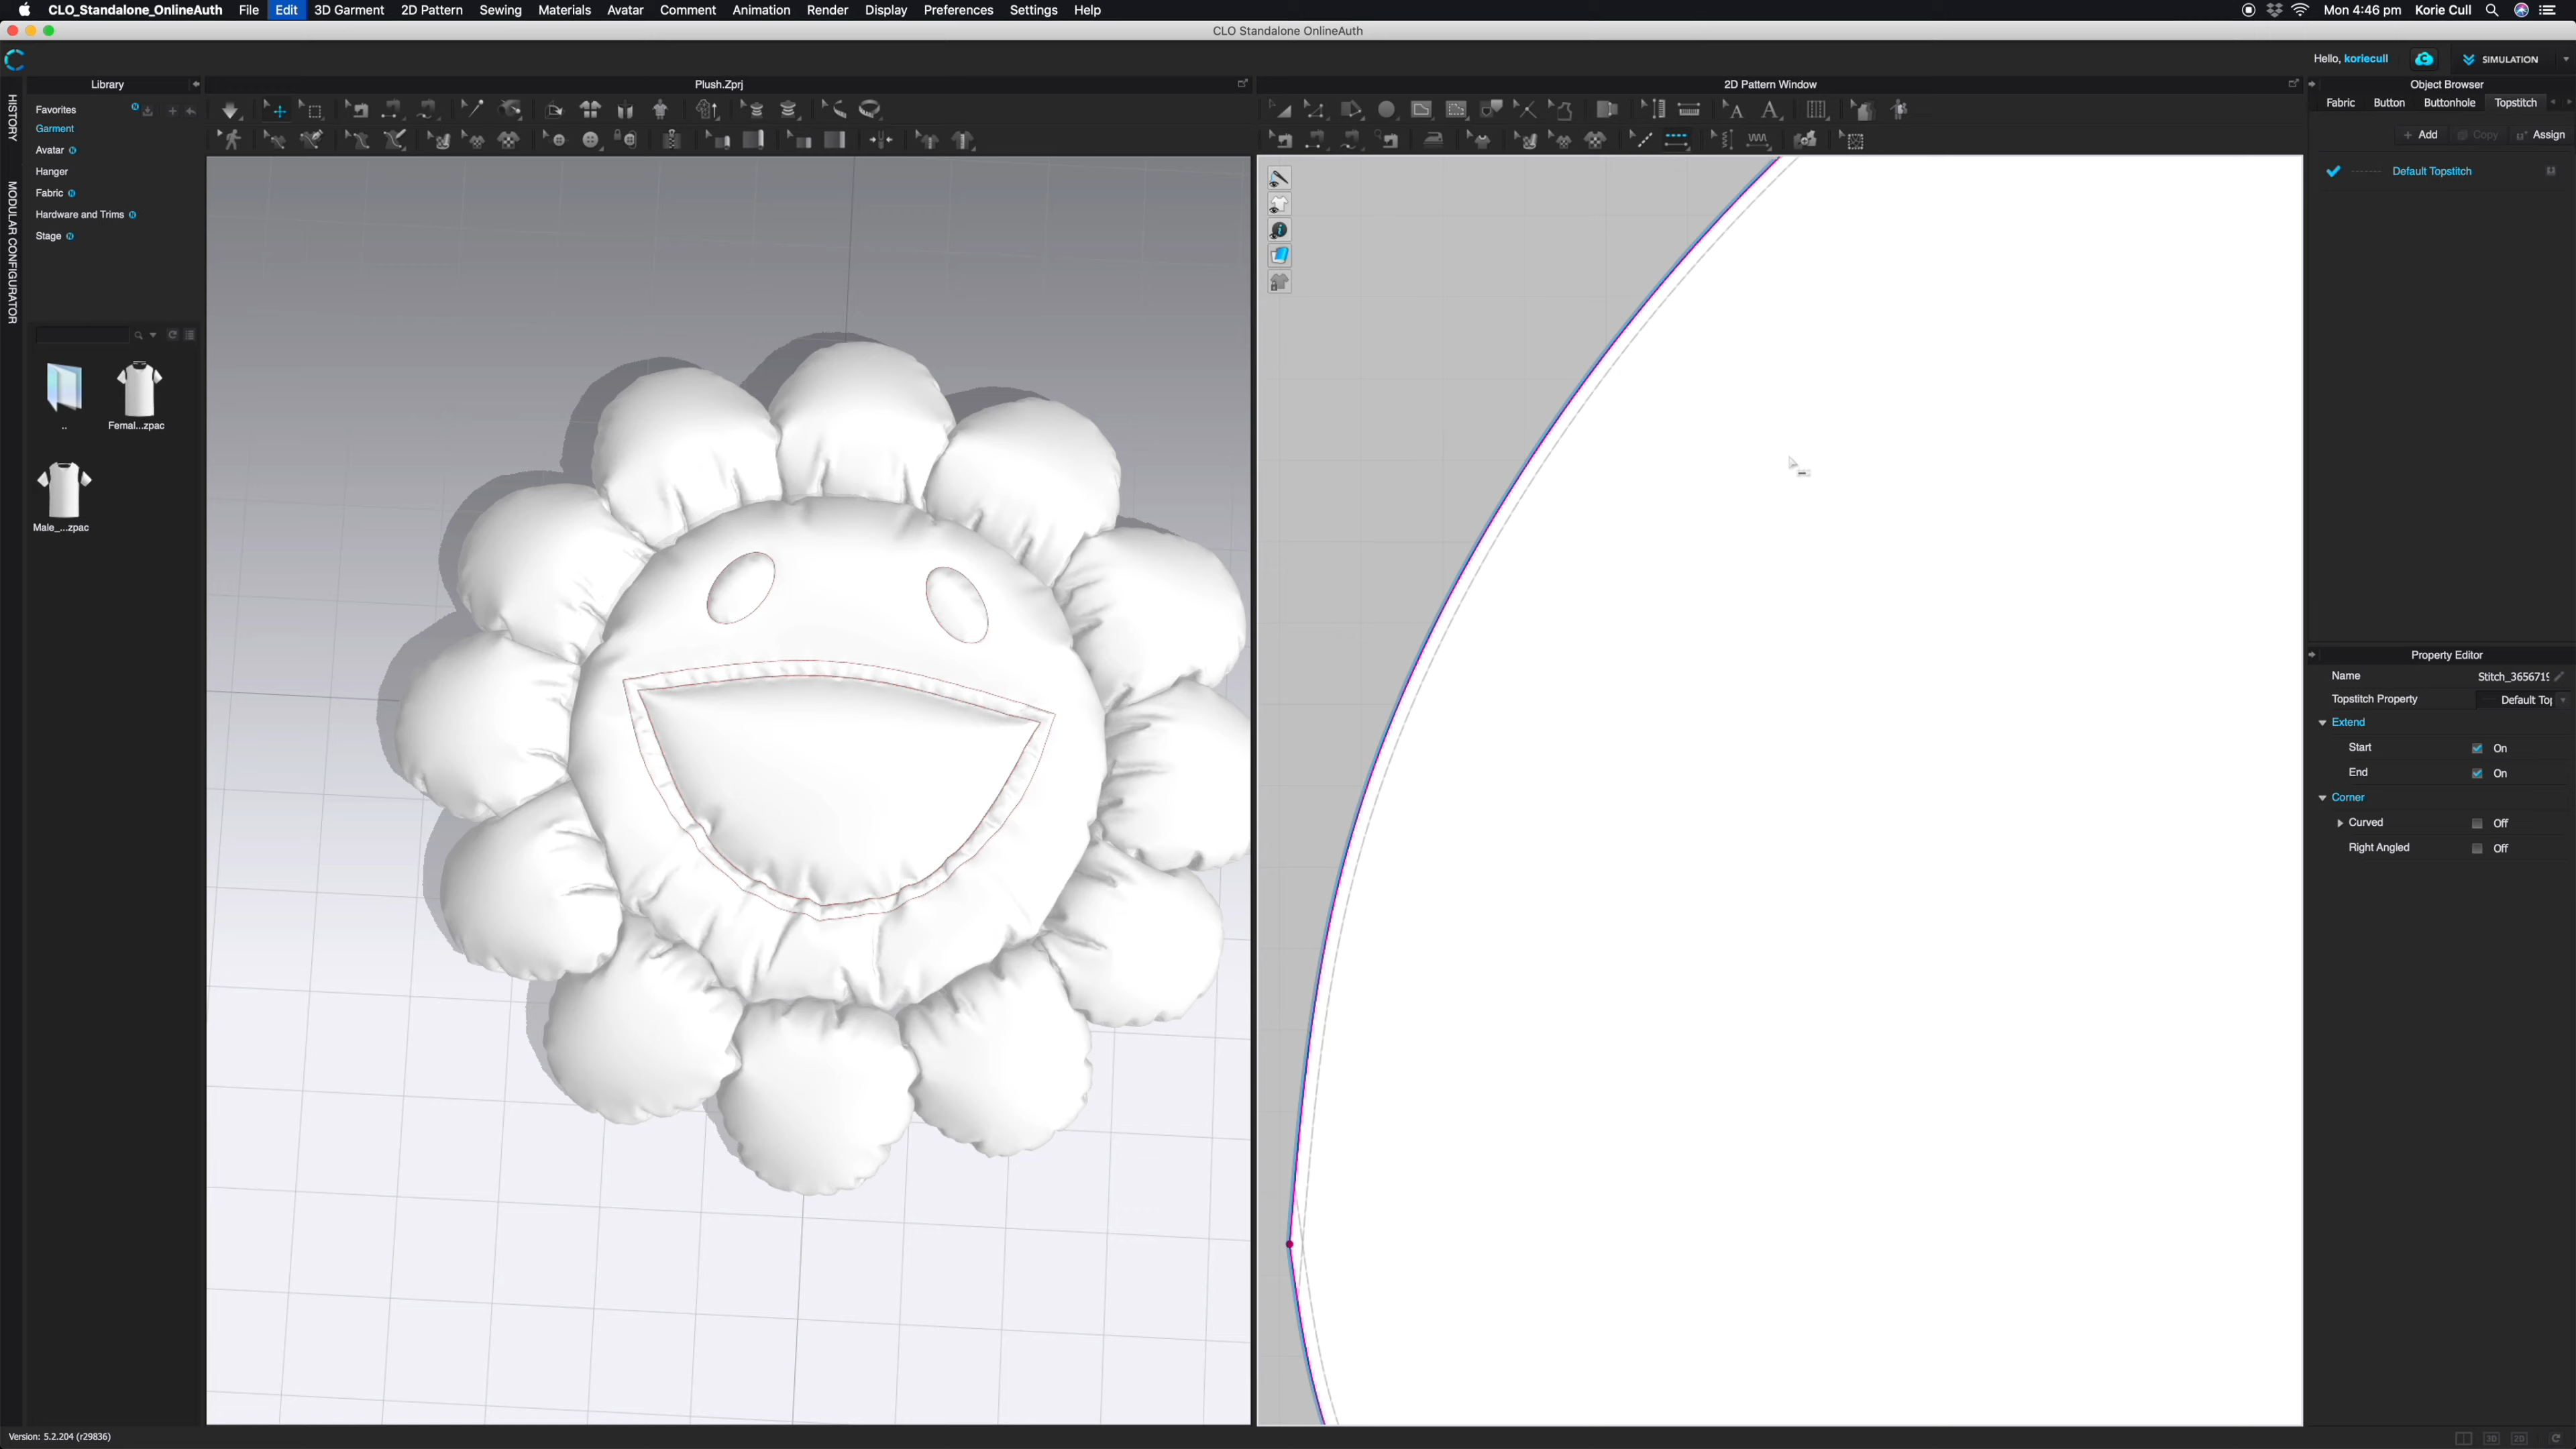 CLO_Standalone_OnlineAuth File Edit 3D Garment 2D Pattern Sewing Materials Avatar Comment Animation Render Display Preferences Settings Help Mon 4:46 pm Korie Cull
CLO Standalone OnlineAuth
Hello, koriecull SIMULATION
HISTORY
MODULAR CONFIGURATOR
Library
Favorites
Garment
Avatar
Hanger
Fabric
Hardware and Trims
Stage
..
Femal...zpac
Male_...zpac
Plush.Zprj
2D Pattern Window
Object Browser
Fabric Button Buttonhole Topstitch
+ Add Copy Assign
Default Topstitch
Property Editor
Name Stitch_3656719
Topstitch Property Default Top
Extend
Start On
End On
Corner
Curved Off
Right Angled Off
Version: 5.2.204 (r29836)
3D 2D